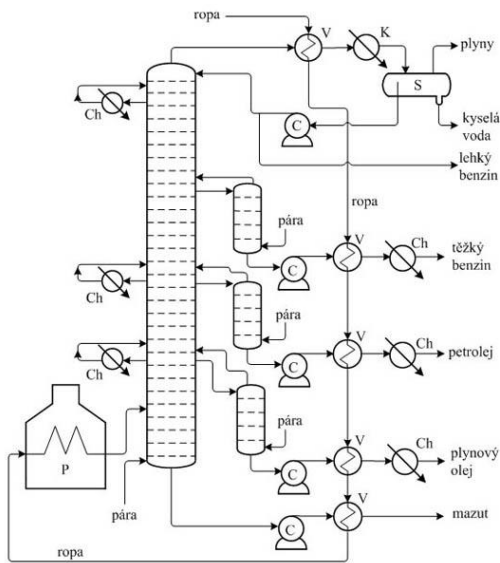 ropa
V
K
plyny
S
Ch
C
kyselá
voda
lehký
benzín
ropa
pára
V
Ch
těžký
benzin
C
Ch
pára
V
Ch
petrolej
C
Ch
pára
V
Ch
plynový
olej
C
P
V
mazut
C
pára
ropa